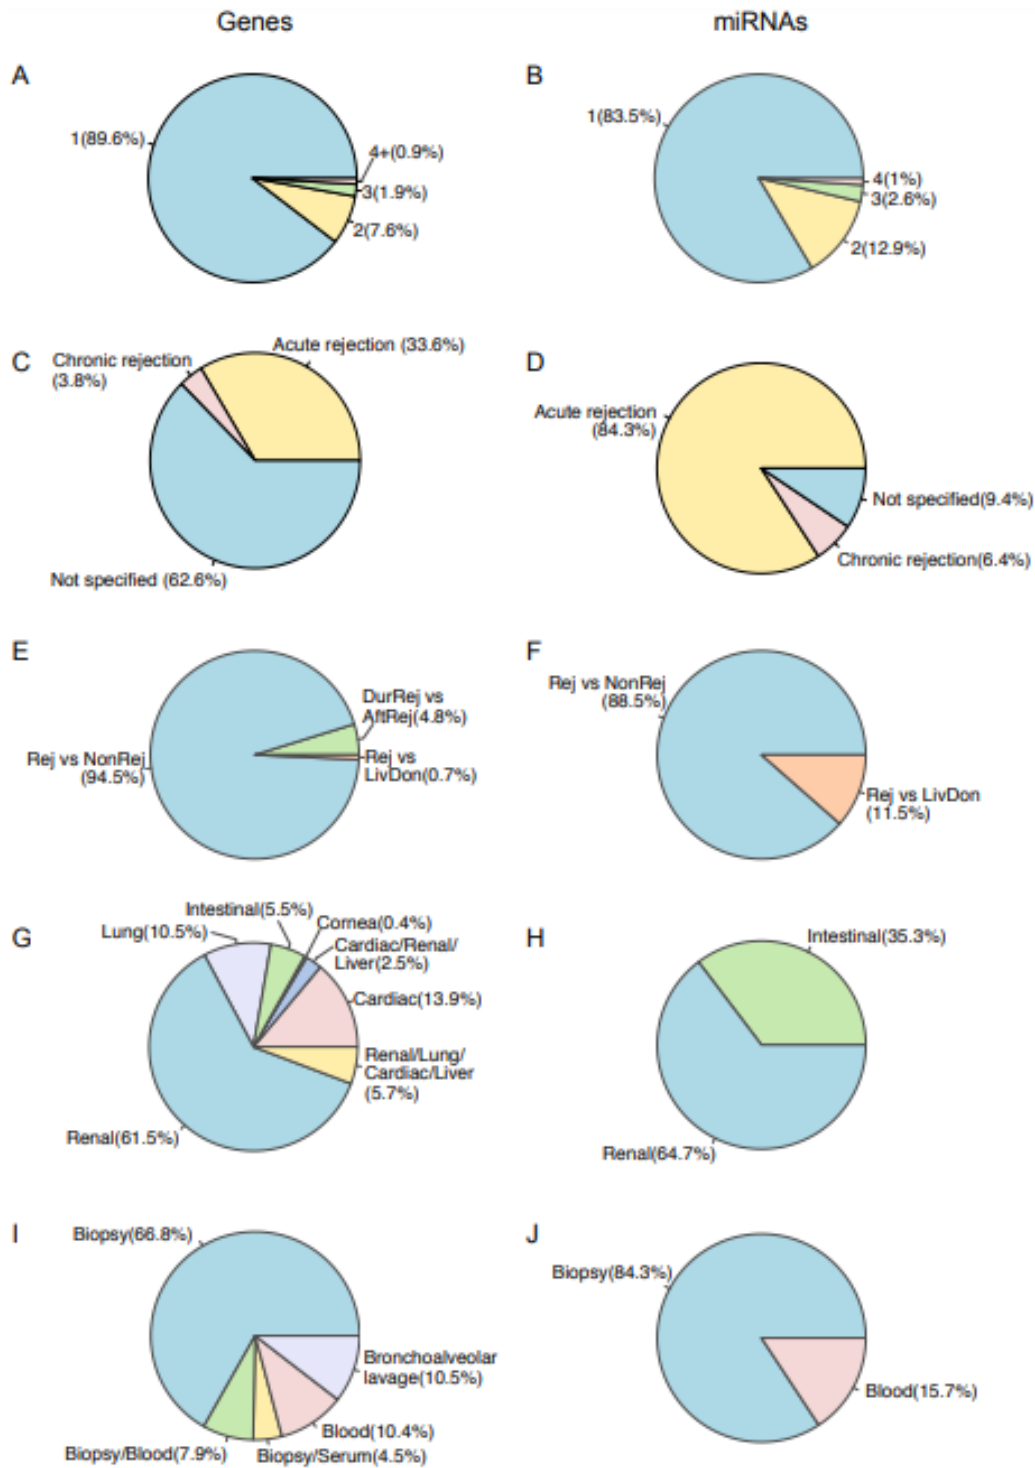 Genes
miRNAs
A
1(89.6%)
4+(0.9%)
3(1.9%)
2(7.6%)
B
1(83.5%)
4(1%)
3(2.6%)
2(12.9%)
C
Chronic rejection
(3.8%)
Acute rejection (33.6%)
Not specified (62.6%)
D
Acute rejection
(84.3%)
Not specified(9.4%)
Chronic rejection(6.4%)
E
DurRej vs
AftRej(4.8%)
Rej vs NonRej
(94.5%)
Rej vs
LivDon(0.7%)
F
Rej vs NonRej
(88.5%)
Rej vs LivDon
(11.5%)
G
Intestinal(5.5%)
Lung(10.5%)
Cornea(0.4%)
Cardiac/Renal/
Liver(2.5%)
Cardiac(13.9%)
Renal/Lung/
Cardiac/Liver
(5.7%)
Renal(61.5%)
H
Intestinal(35.3%)
Renal(64.7%)
I
Biopsy(66.8%)
Bronchoalveolar
lavage(10.5%)
Blood(10.4%)
Biopsy/Blood(7.9%)
Biopsy/Serum(4.5%)
J
Biopsy(84.3%)
Blood(15.7%)